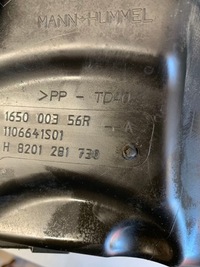 MANN+HUMMEL
>PP - TD40
1650 003 56R
1106641S01
- A
H 8201 281 738